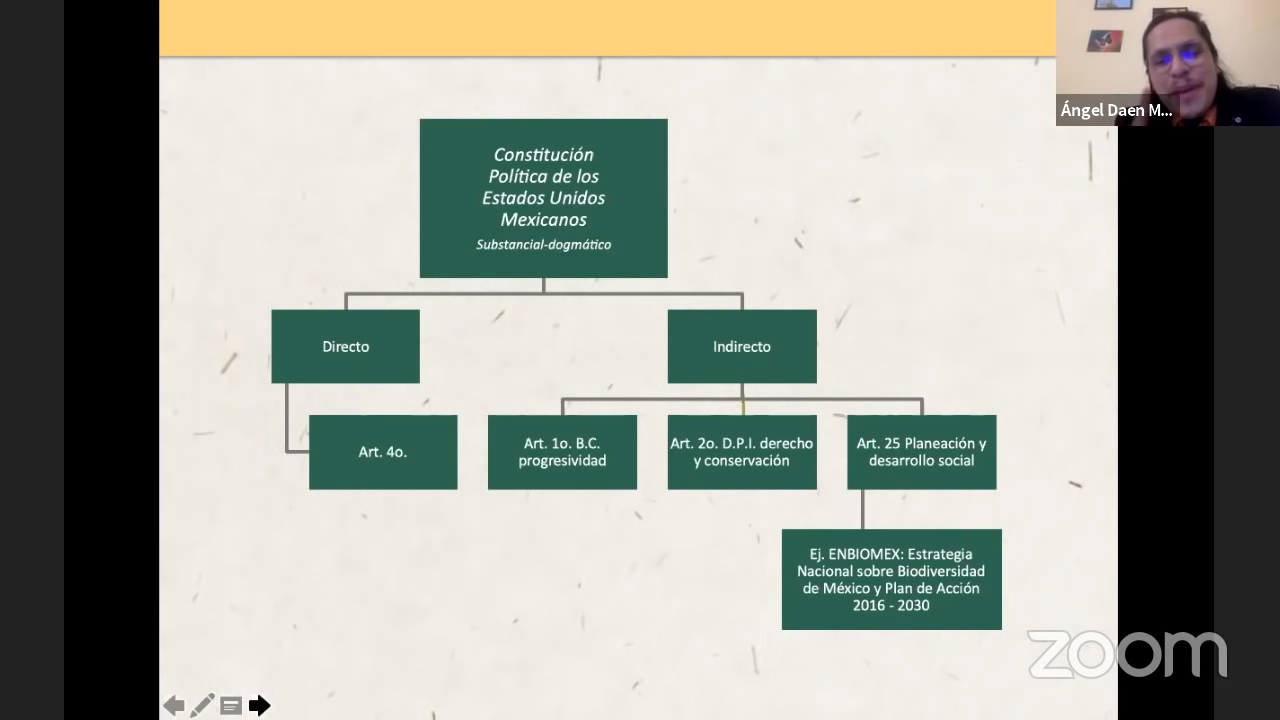 Ángel Daen M...
Constitución
Política de los
Estados Unidos
Mexicanos
Substancial-dogmático
Directo
Indirecto
Art. 4o.
Art. 1o. B.C.
progresividad
Art. 2o. D.P.I. derecho
y conservación
Art. 25 Planeación y
desarrollo social
Ej. ENBIOMEX: Estrategia
Nacional sobre Biodiversidad
de México y Plan de Acción
2016 - 2030
zoom